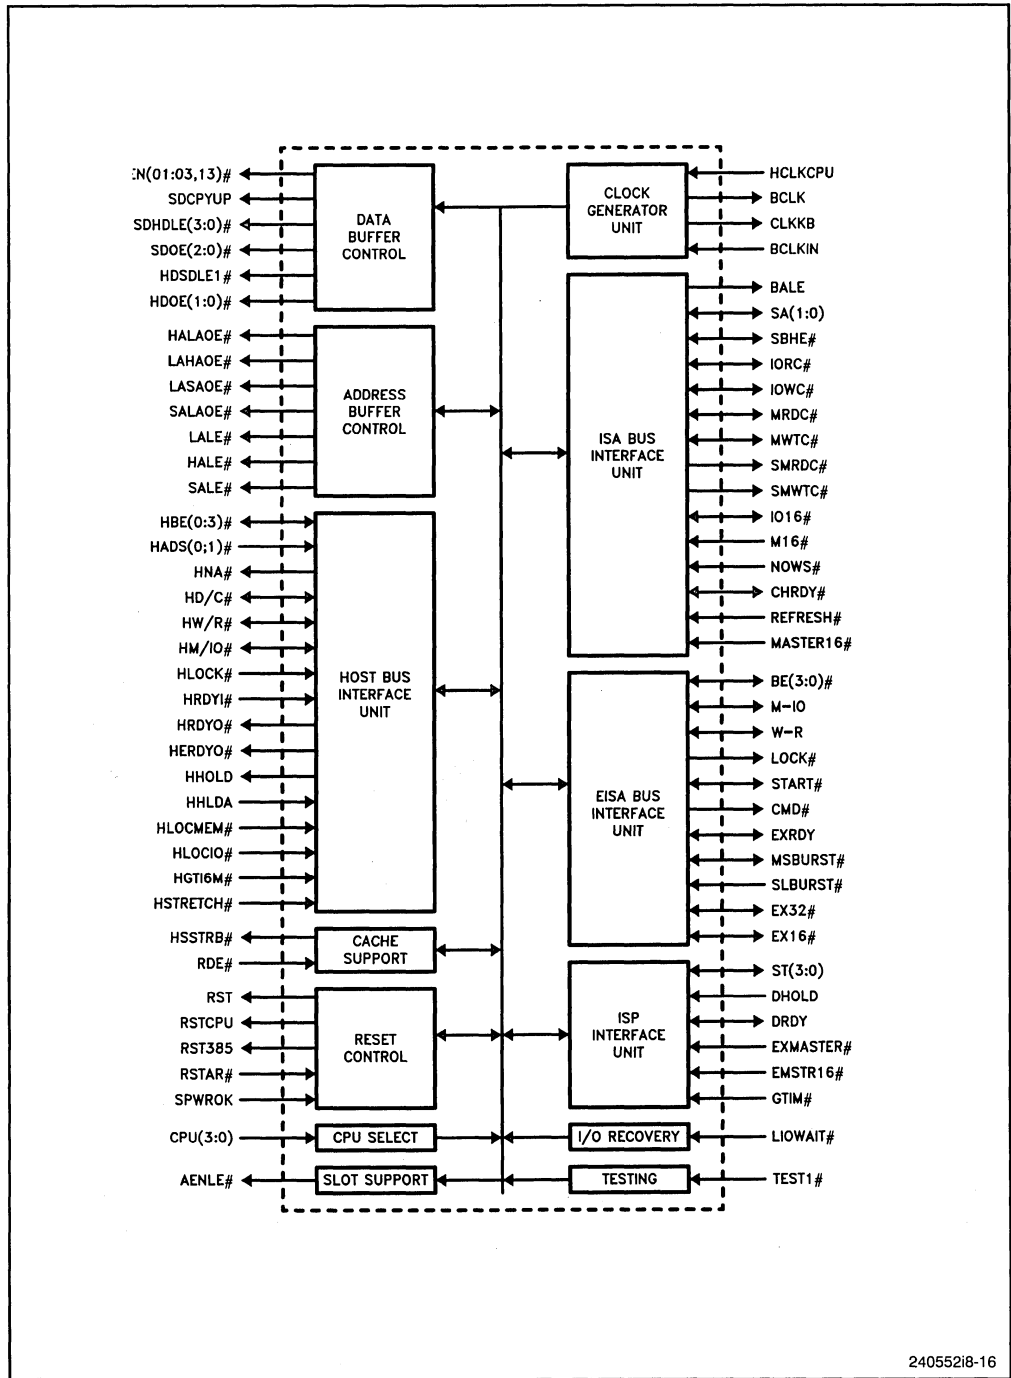 :N(01:03,13)#
SDCPYUP
SDHDLE(3:0)#
SDOE(2:0)#
HDSDLE1#
HDOE(1:0)#
DATA
BUFFER
CONTROL
HALAOE#
LAHAOE#
LASAOE#
SALAOE#
LALE#
HALE#
SALE#
ADDRESS
BUFFER
CONTROL
HBE(0:3)#
HADS(0;1)#
HNA#
HD/C#
HW/R#
HM/IO#
HLOCK#
HRDYI#
HRDYO#
HERDYO#
HHOLD
HHLDA
HLOCMEM#
HLOCIO#
HGTI6M#
HSTRETCH#
HOST BUS
INTERFACE
UNIT
HSSTRB#
RDE#
CACHE
SUPPORT
RST
RSTCPU
RST385
RSTAR#
SPWROK
RESET
CONTROL
CPU(3:0)
CPU SELECT
AENLE#
SLOT SUPPORT
CLOCK
GENERATOR
UNIT
HCLKCPU
BCLK
CLKKB
BCLKIN
ISA BUS
INTERFACE
UNIT
BALE
SA(1:0)
SBHE#
IORC#
IOWC#
MRDC#
MWTC#
SMRDC#
SMWTC#
IO16#
M16#
NOWS#
CHRDY#
REFRESH#
MASTER16#
EISA BUS
INTERFACE
UNIT
BE(3:0)#
M-IO
W-R
LOCK#
START#
CMD#
EXRDY
MSBURST#
SLBURST#
EX32#
EX16#
ISP
INTERFACE
UNIT
ST(3:0)
DHOLD
DRDY
EXMASTER#
EMSTR16#
GTIM#
I/O RECOVERY
LIOWAIT#
TESTING
TEST1#
240552i8-16